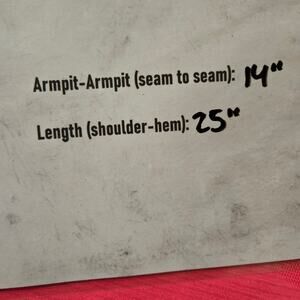 Armpit-Armpit (seam to seam): 14"
Length (shoulder-hem): 25"